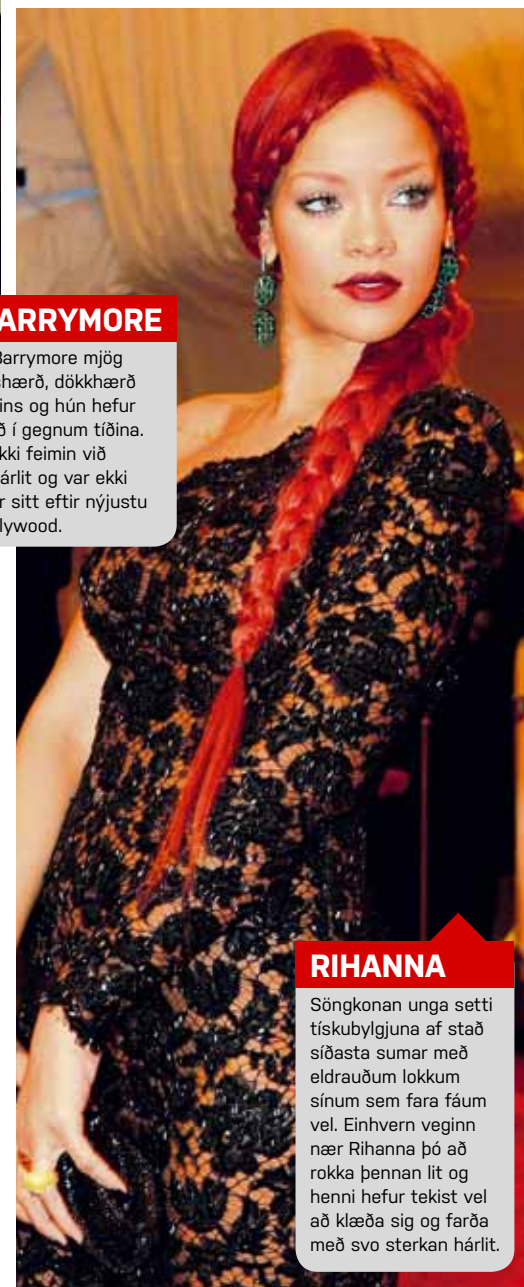 ARRYMORE
Barrymore mjög
hærð, dökkhærð
ins og hún hefur
ð í gegnum tíðina.
kki feimin við
árlit og var ekki
r sitt eftir nýjustu
lywood.
RIHANNA
Söngkonan unga setti
tískubylgjuna af stað
síðasta sumar með
eldrauðum lokkum
sínum sem fara fáum
vel. Einhvern veginn
nær Rihanna þó að
rokka þennan lit og
henni hefur tekist vel
að klæða sig og farða
með svo sterkan hárlit.